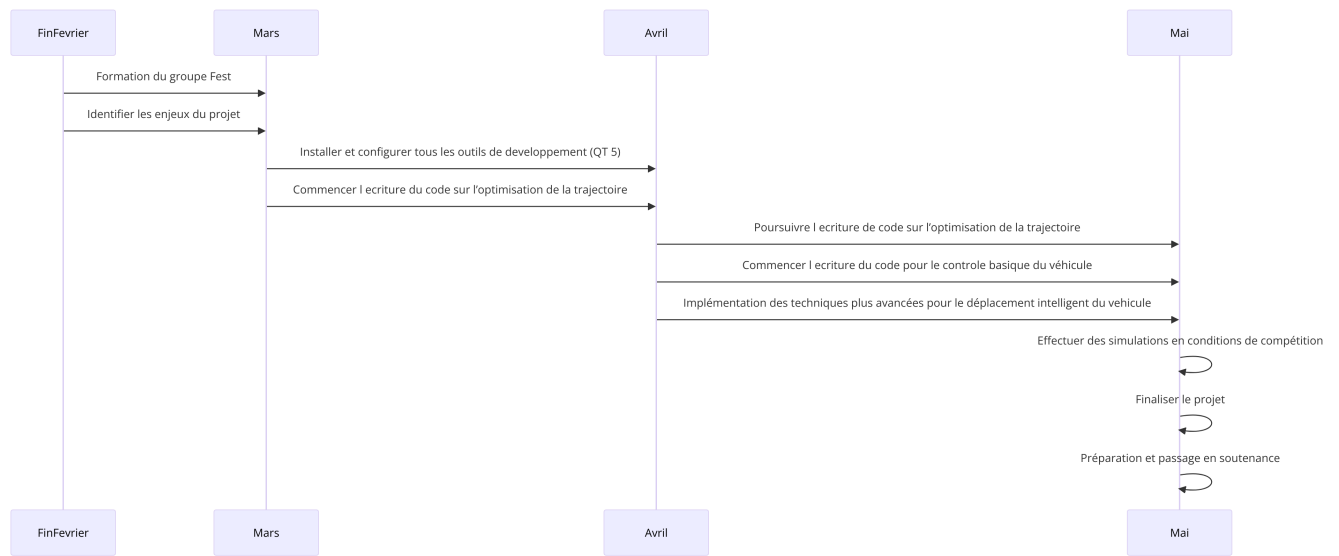 FinFevrier
Mars
Avril
Mai
Formation du groupe Fest
Identifier les enjeux du projet
Installer et configurer tous les outils de developpement (QT 5)
Commencer l ecriture du code sur l’optimisation de la trajectoire
Poursuivre l ecriture de code sur l’optimisation de la trajectoire
Commencer l ecriture du code pour le controle basique du véhicule
Implémentation des techniques plus avancées pour le déplacement intelligent du vehicule
Effectuer des simulations en conditions de compétition
Finaliser le projet
Préparation et passage en soutenance
FinFevrier
Mars
Avril
Mai